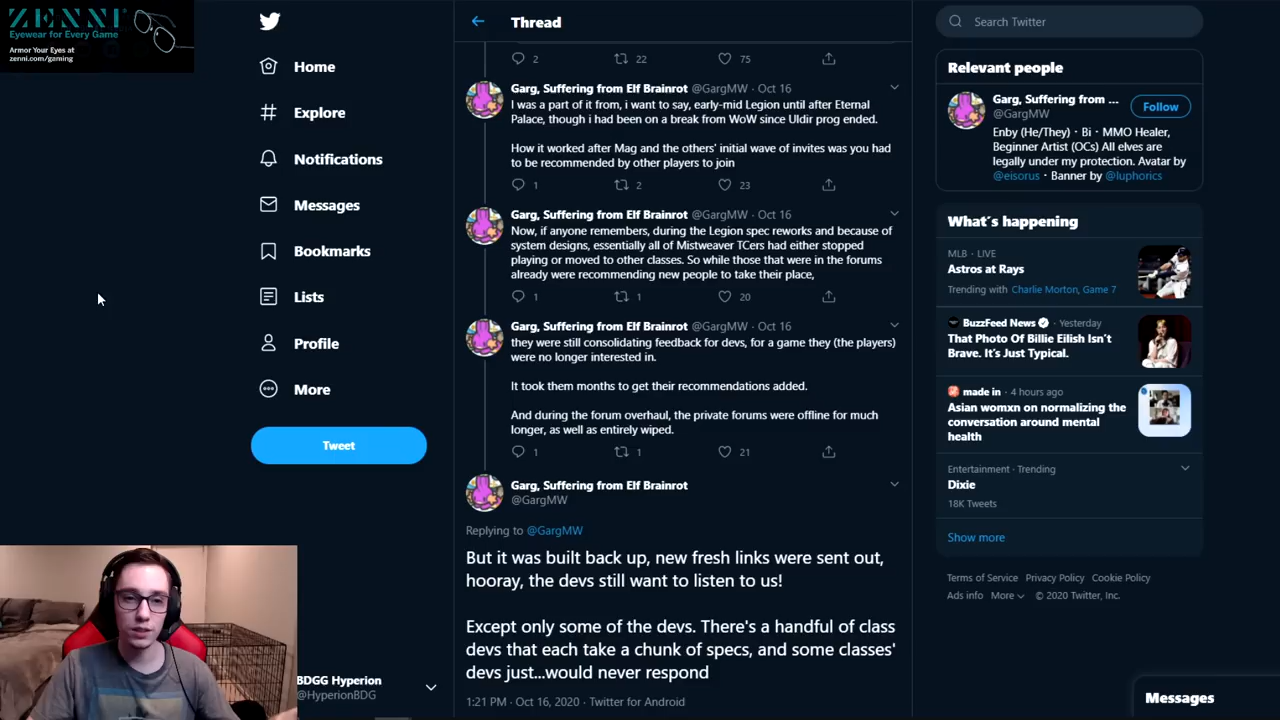 ZENNI
Eyewear for Every Game
Armor Your Eyes at
zenni.com/gaming
Home
Explore
Notifications
Messages
Bookmarks
Lists
Profile
More
Tweet
BDGG Hyperion
@HyperionBDG
Thread
2 22 75
Garg, Suffering from Elf Brainrot @GargMW · Oct 16
I was a part of it from, i want to say, early-mid Legion until after Eternal
Palace, though i had been on a break from WoW since Uldir prog ended.
How it worked after Mag and the others' initial wave of invites was you had
to be recommended by other players to join
1 2 23
Garg, Suffering from Elf Brainrot @GargMW · Oct 16
Now, if anyone remembers, during the Legion spec reworks and because of
system designs, essentially all of Mistweaver TCers had either stopped
playing or moved to other classes. So while those that were in the forums
already were recommending new people to take their place,
1 1 20
Garg, Suffering from Elf Brainrot @GargMW · Oct 16
they were still consolidating feedback for devs, for a game they (the players)
were no longer interested in.
It took them months to get their recommendations added.
And during the forum overhaul, the private forums were offline for much
longer, as well as entirely wiped.
1 1 21
Garg, Suffering from Elf Brainrot
@GargMW
Replying to @GargMW
But it was built back up, new fresh links were sent out,
hooray, the devs still want to listen to us!
Except only some of the devs. There's a handful of class
devs that each take a chunk of specs, and some classes'
devs just...would never respond
1:21 PM · Oct 16, 2020 · Twitter for Android
Search Twitter
Relevant people
Garg, Suffering from ...
@GargMW
Follow
Enby (He/They) · Bi · MMO Healer,
Beginner Artist (OCs) All elves are
legally under my protection. Avatar by
@eisorus · Banner by @luphorics
What's happening
MLB · LIVE
Astros at Rays
Trending with Charlie Morton, Game 7
BuzzFeed News · Yesterday
That Photo Of Billie Eilish Isn't
Brave. It's Just Typical.
made in · 4 hours ago
Asian womxn on normalizing the
conversation around mental
health
Entertainment · Trending
Dixie
18K Tweets
Show more
Terms of Service Privacy Policy Cookie Policy
Ads info More © 2020 Twitter, Inc.
Messages